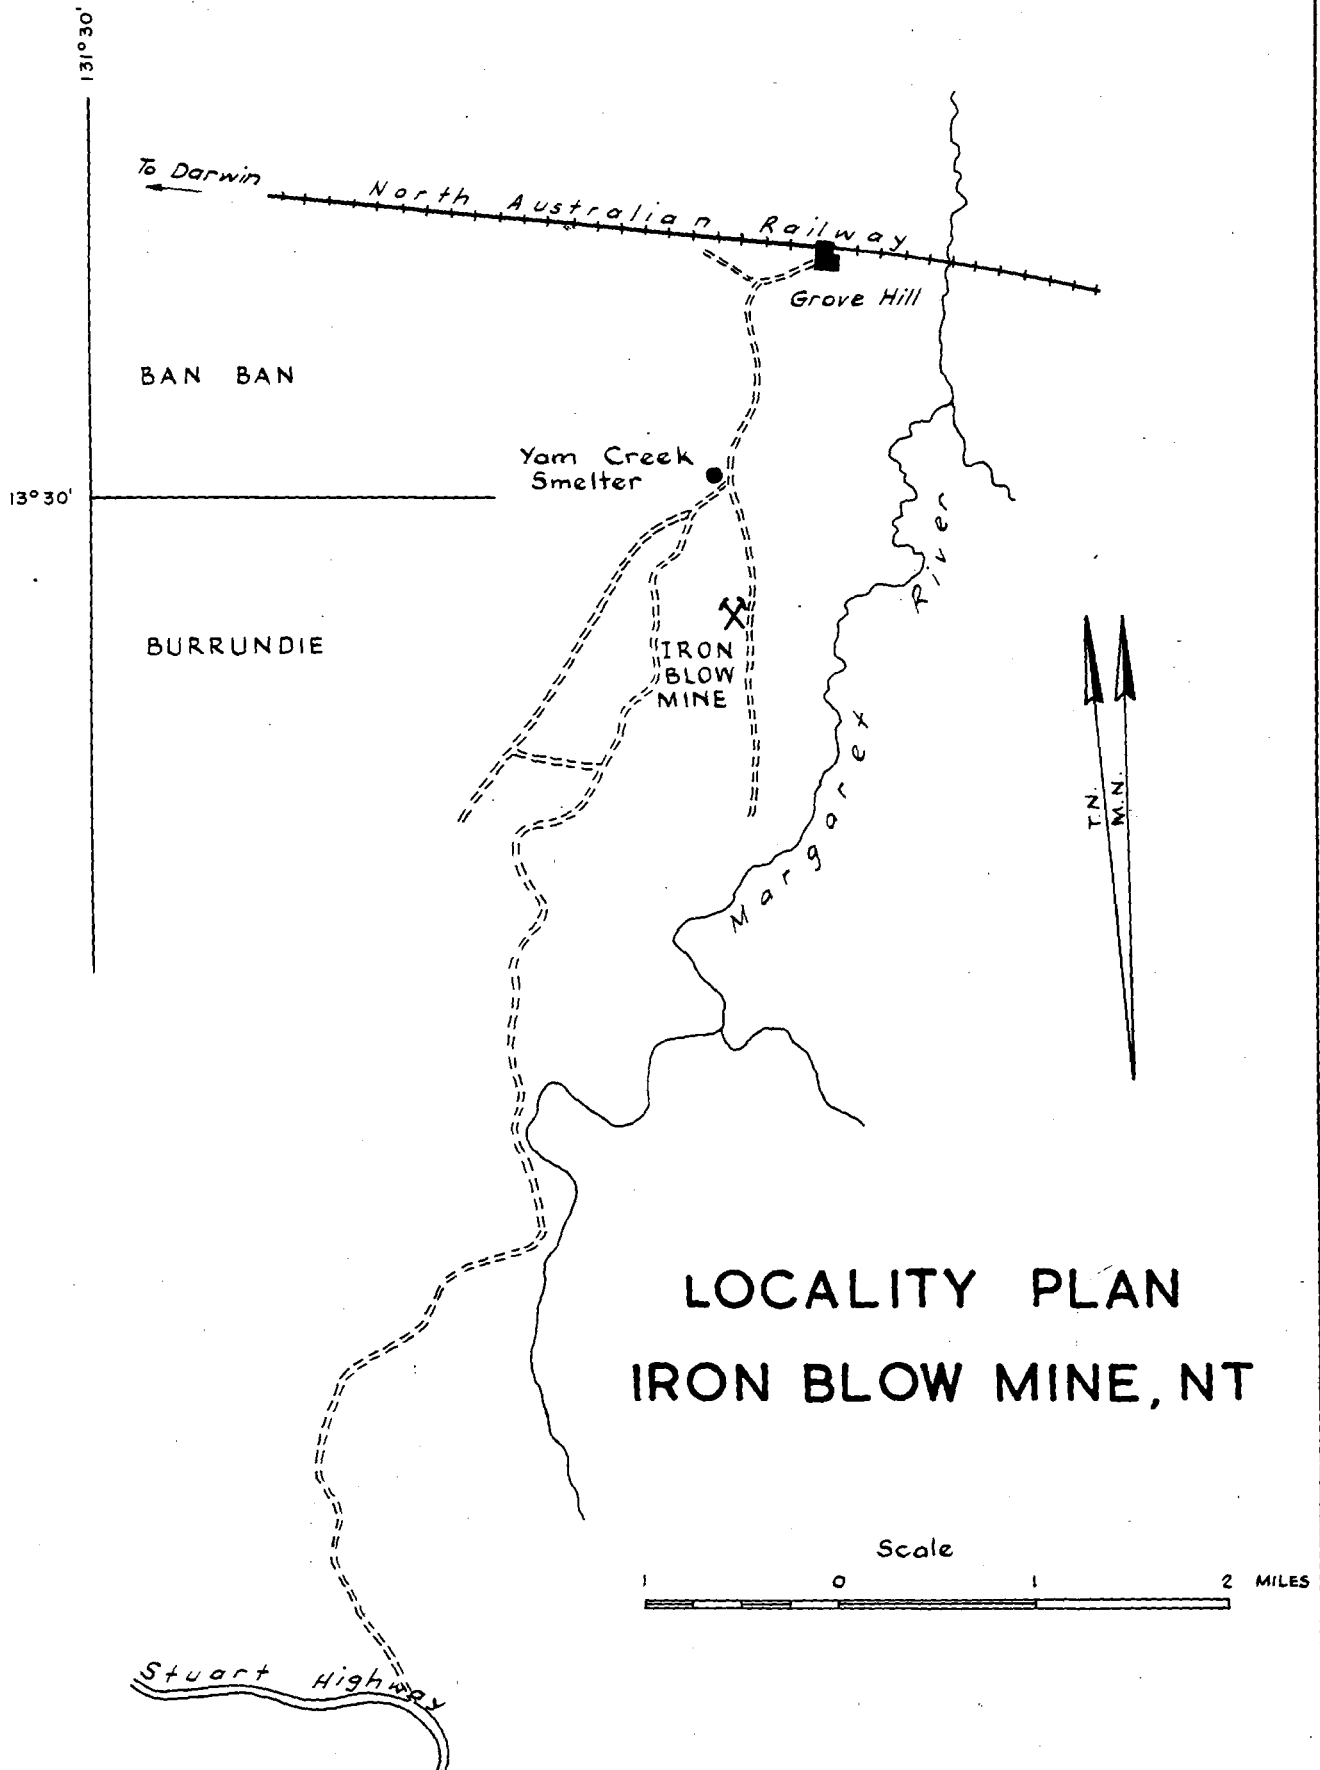 131°30'
To Darwin
North Australian Railway
Grove Hill
BAN BAN
Yam Creek
Smelter
13°30'
River
BURRUNDIE
IRON
BLOW
MINE
Margaret
T.N.
M.N.
LOCALITY PLAN
IRON BLOW MINE, NT
Scale
1 0 1 2 MILES
Stuart Highway